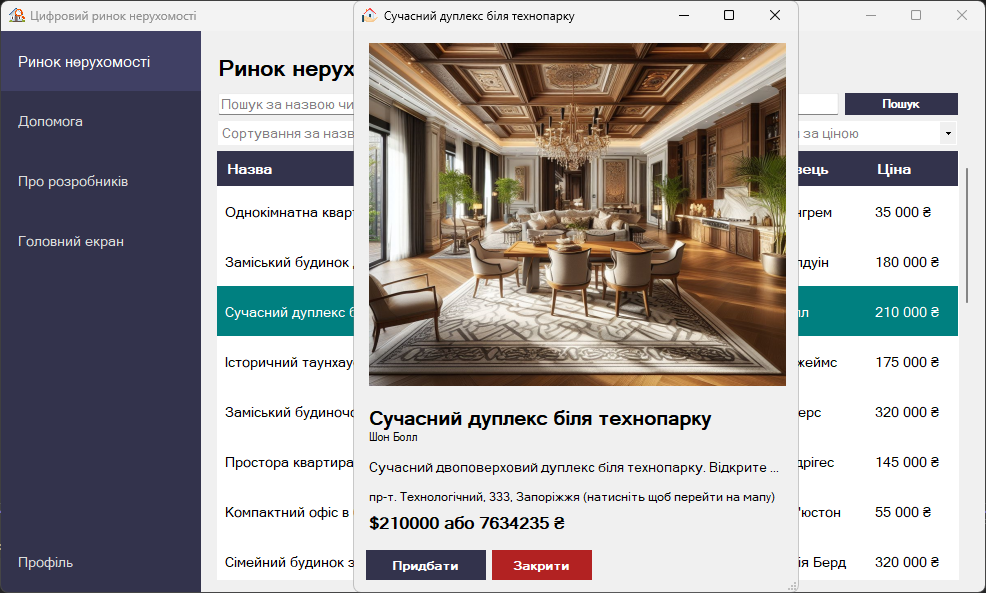 Цифровий ринок нерухомості
Сучасний дуплекс біля технопарку
Ринок нерухомості
Допомога
Про розробників
Головний екран
Профіль
Ринок нерух
Пошук за назвою чи
Пошук
Сортування за назв
за ціною
Назва
вець
Ціна
Однокімнатна кварт
нгрем
35 000 ₴
Заміський будинок
лдуін
180 000 ₴
Сучасний дуплекс б
лл
210 000 ₴
Історичний таунхау
жеймс
175 000 ₴
Заміський будиночо
ерс
320 000 ₴
Простора квартира
дрігес
145 000 ₴
Компактний офіс в
'юстон
55 000 ₴
Сімейний будинок з
ія Берд
320 000 ₴
Сучасний дуплекс біля технопарку
Шон Болл
Сучасний двоповерховий дуплекс біля технопарку. Відкрите ...
пр-т. Технологічний, 333, Запоріжжя (натисніть щоб перейти на мапу)
$210000 або 7634235 ₴
Придбати
Закрити